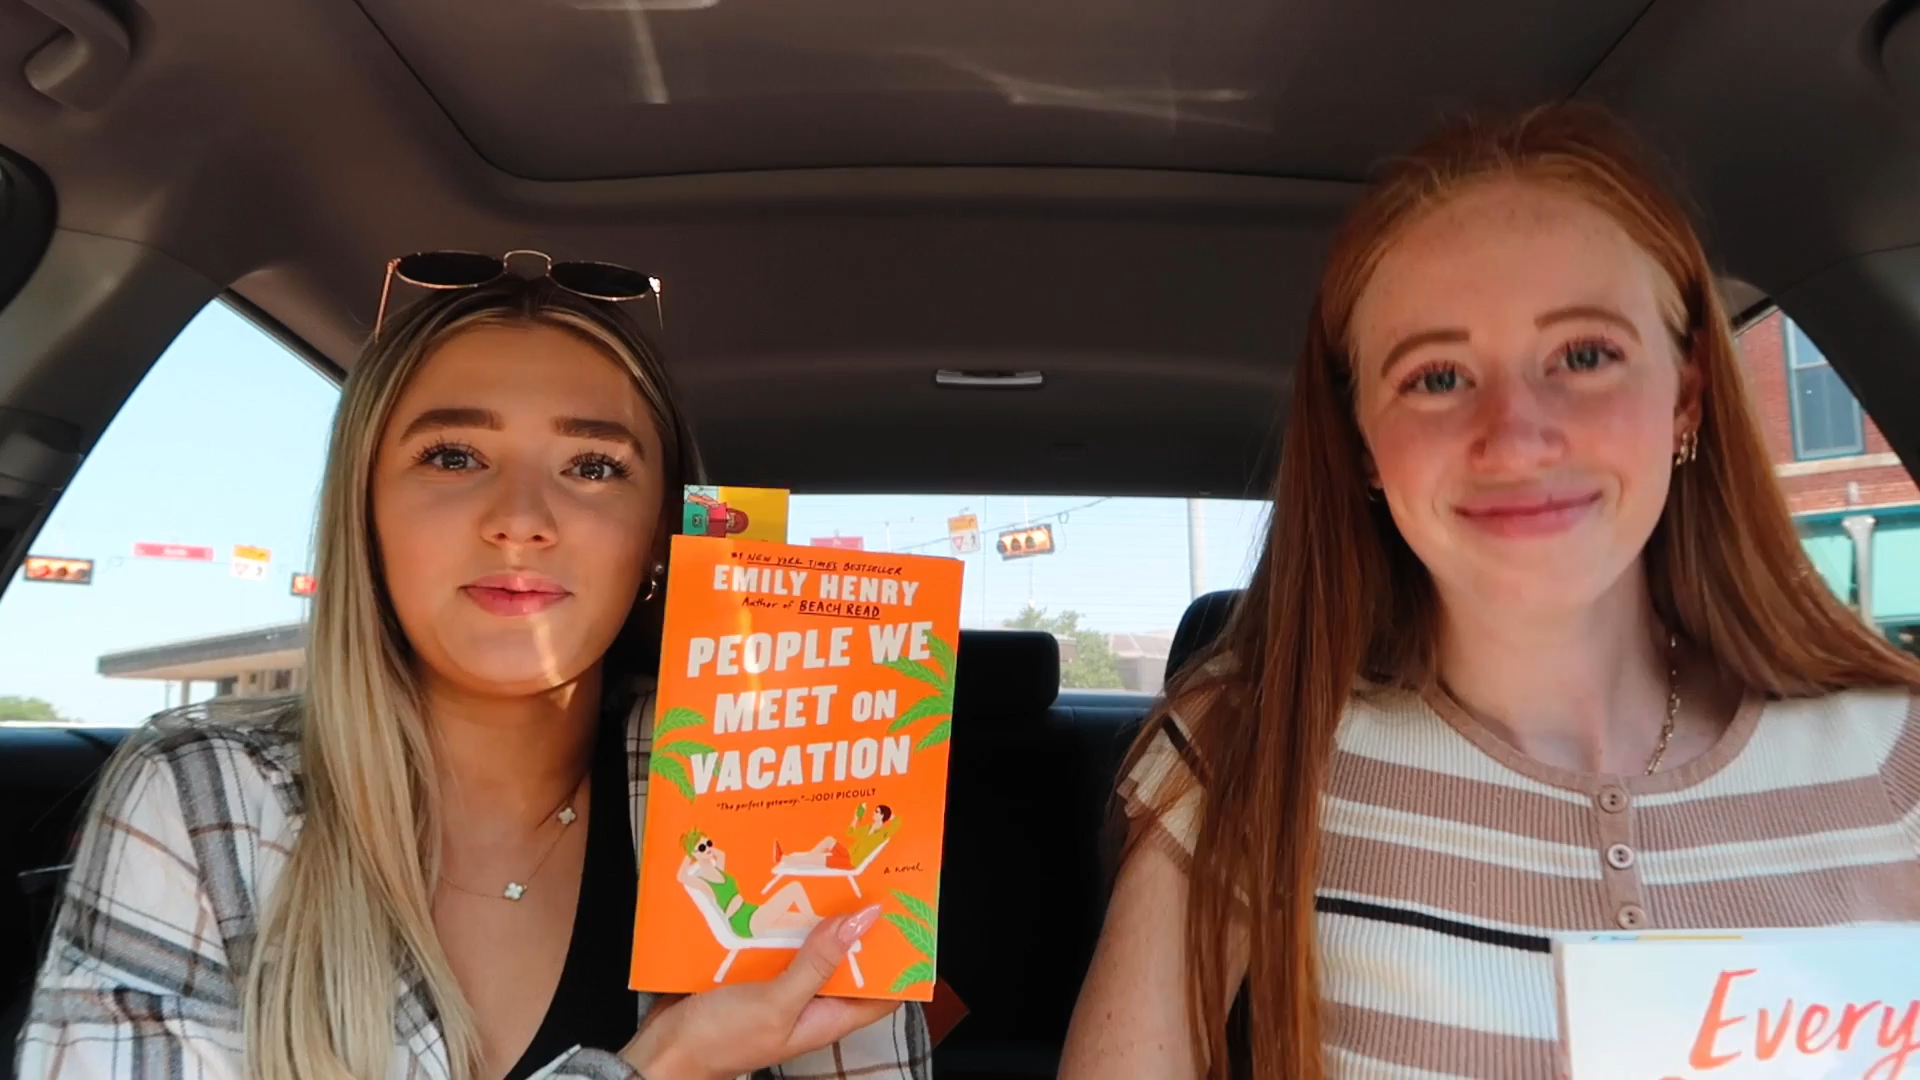 #1 NEW YORK TIMES BESTSELLER
EMILY HENRY
Author of BEACH READ
PEOPLE WE
MEET ON
VACATION
"The perfect getaway."—JODI PICOULT
a novel
Every